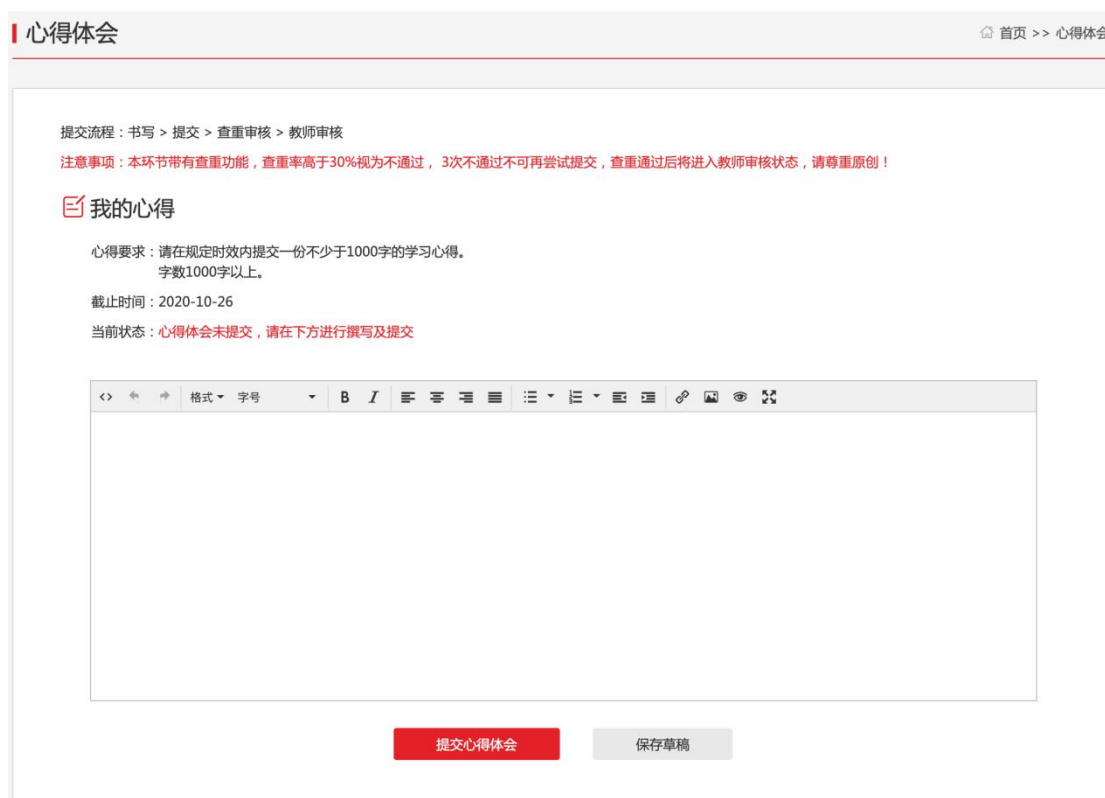 心得体会
首页 >> 心得体会
提交流程：书写 > 提交 > 查重审核 > 教师审核
注意事项：本环节带有查重功能，查重率高于30%视为不通过， 3次不通过不可再尝试提交，查重通过后将进入教师审核状态，请尊重原创！
我的心得
心得要求：请在规定时效内提交一份不少于1000字的学习心得。
字数1000字以上。
截止时间：2020-10-26
当前状态：心得体会未提交，请在下方进行撰写及提交
格式 字号 B I
提交心得体会 保存草稿